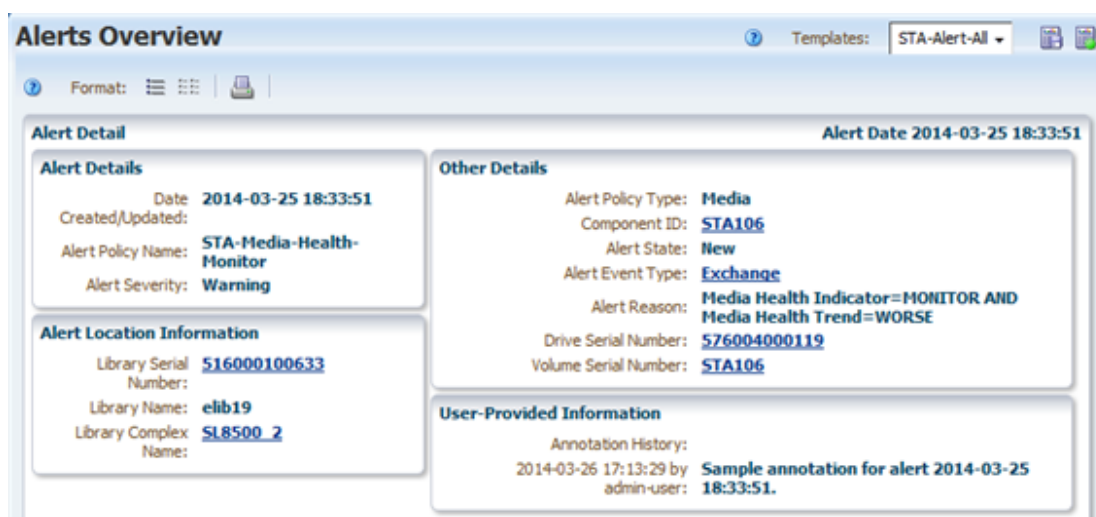 Alerts Overview
Templates: STA-Alert-All
Format:
Alert Detail
Alert Date 2014-03-25 18:33:51
Alert Details
Date Created/Updated: 2014-03-25 18:33:51
Alert Policy Name: STA-Media-Health-Monitor
Alert Severity: Warning
Alert Location Information
Library Serial Number: 516000100633
Library Name: elib19
Library Complex Name: SL8500_2
Other Details
Alert Policy Type: Media
Component ID: STA106
Alert State: New
Alert Event Type: Exchange
Alert Reason: Media Health Indicator=MONITOR AND Media Health Trend=WORSE
Drive Serial Number: 576004000119
Volume Serial Number: STA106
User-Provided Information
Annotation History:
2014-03-26 17:13:29 by admin-user: Sample annotation for alert 2014-03-25 18:33:51.